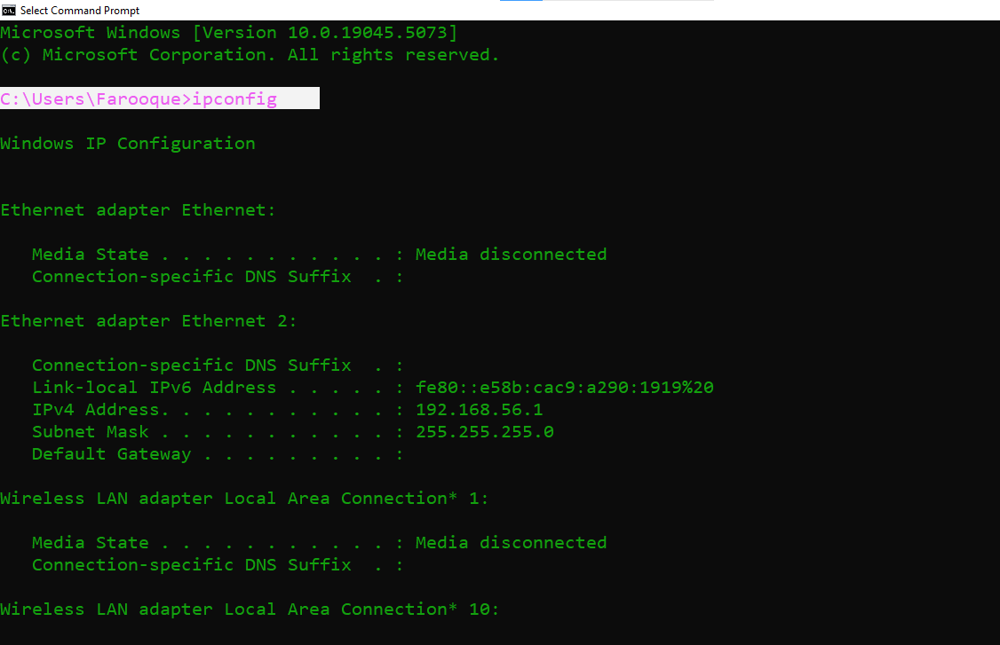 Select Command Prompt
Microsoft Windows [Version 10.0.19045.5073]
(c) Microsoft Corporation. All rights reserved.
C:\Users\Farooque>ipconfig
Windows IP Configuration
Ethernet adapter Ethernet:
Media State . . . . . . . . . . . : Media disconnected
Connection-specific DNS Suffix  . :
Ethernet adapter Ethernet 2:
Connection-specific DNS Suffix  . :
Link-local IPv6 Address . . . . . : fe80::e58b:cac9:a290:1919%20
IPv4 Address. . . . . . . . . . . : 192.168.56.1
Subnet Mask . . . . . . . . . . . : 255.255.255.0
Default Gateway . . . . . . . . . :
Wireless LAN adapter Local Area Connection* 1:
Media State . . . . . . . . . . . : Media disconnected
Connection-specific DNS Suffix  . :
Wireless LAN adapter Local Area Connection* 10: